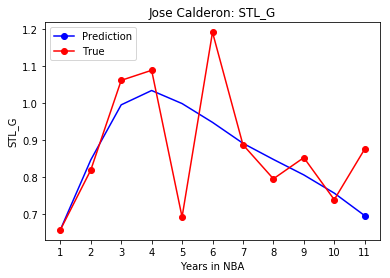 Jose Calderon: STL_G
Prediction
True
STL_G
1.2
1.1
1.0
0.9
0.8
0.7
1 2 3 4 5 6 7 8 9 10 11
Years in NBA